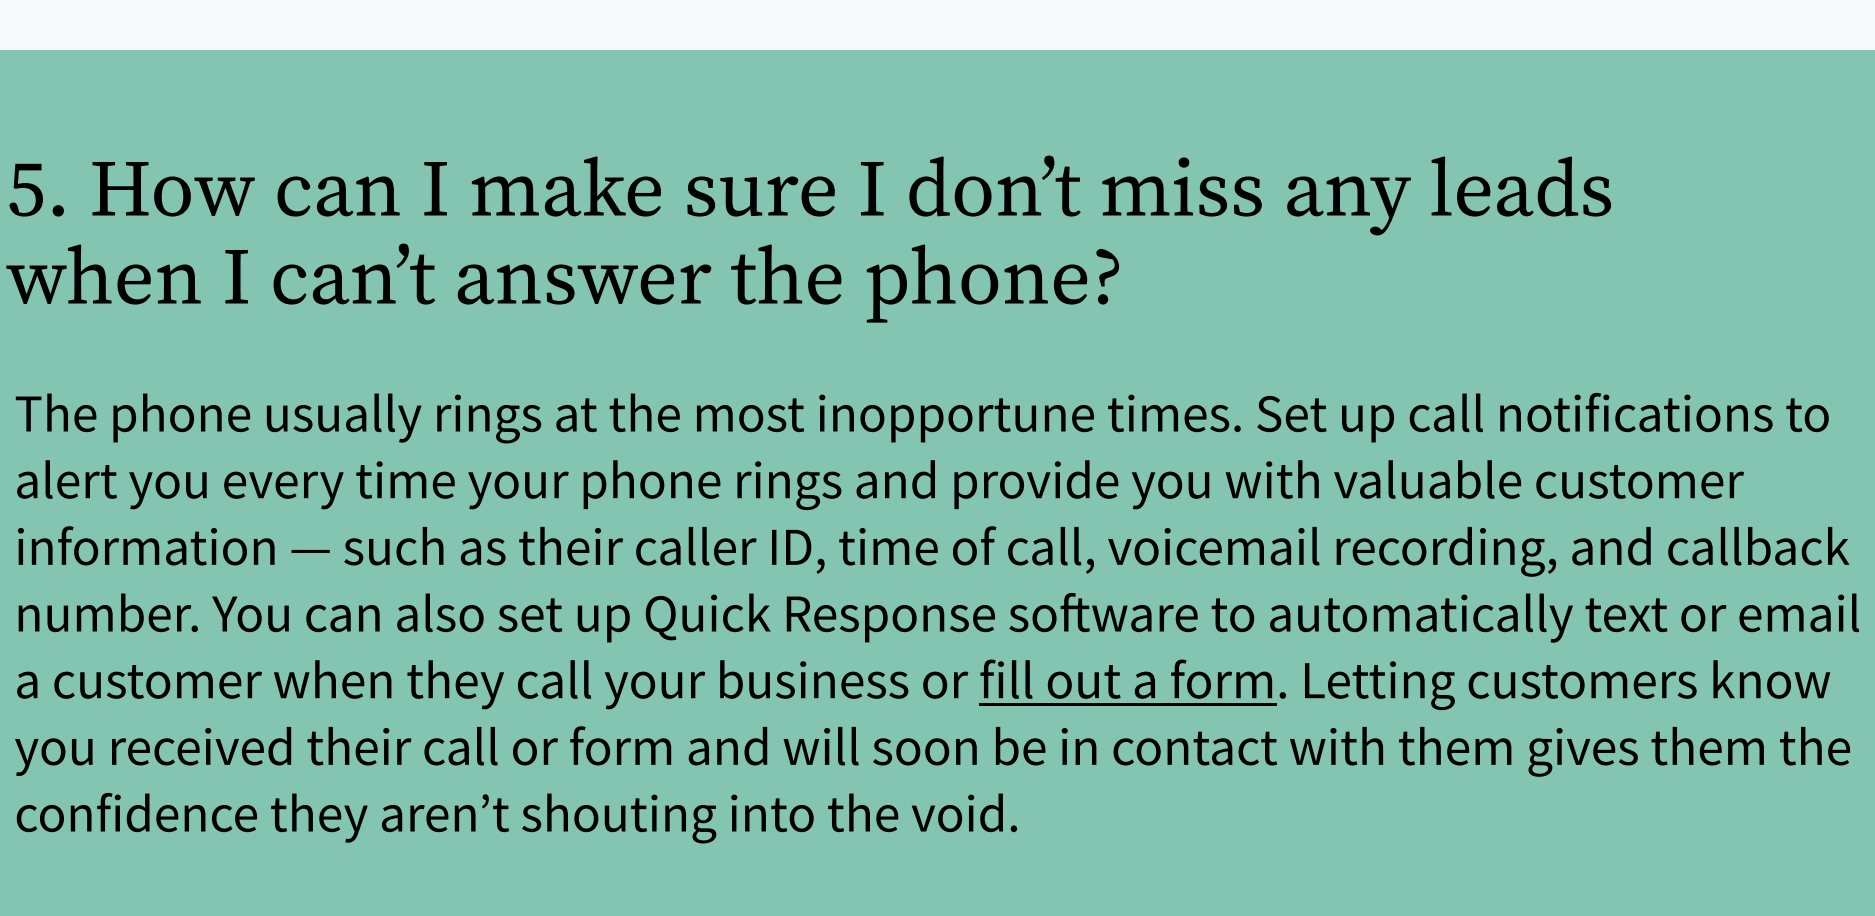 5. How can I make sure I don’t miss any leads
when I can’t answer the phone?
The phone usually rings at the most inopportune times. Set up call notifications to
alert you every time your phone rings and provide you with valuable customer
information — such as their caller ID, time of call, voicemail recording, and callback
number. You can also set up Quick Response software to automatically text or email
a customer when they call your business or fill out a form. Letting customers know
you received their call or form and will soon be in contact with them gives them the
confidence they aren’t shouting into the void.